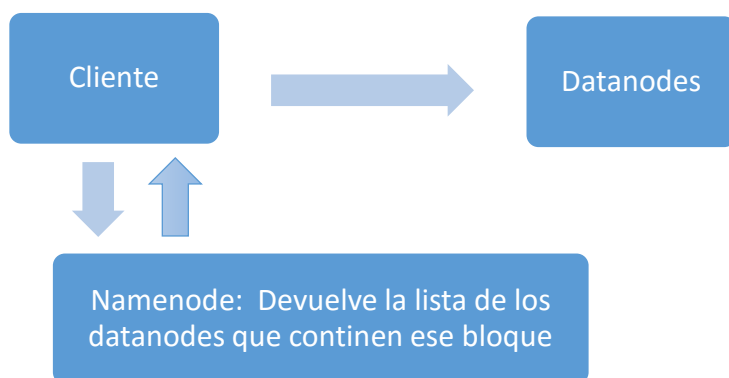 Cliente
Datanodes
Namenode:  Devuelve la lista de los
datanodes que continen ese bloque